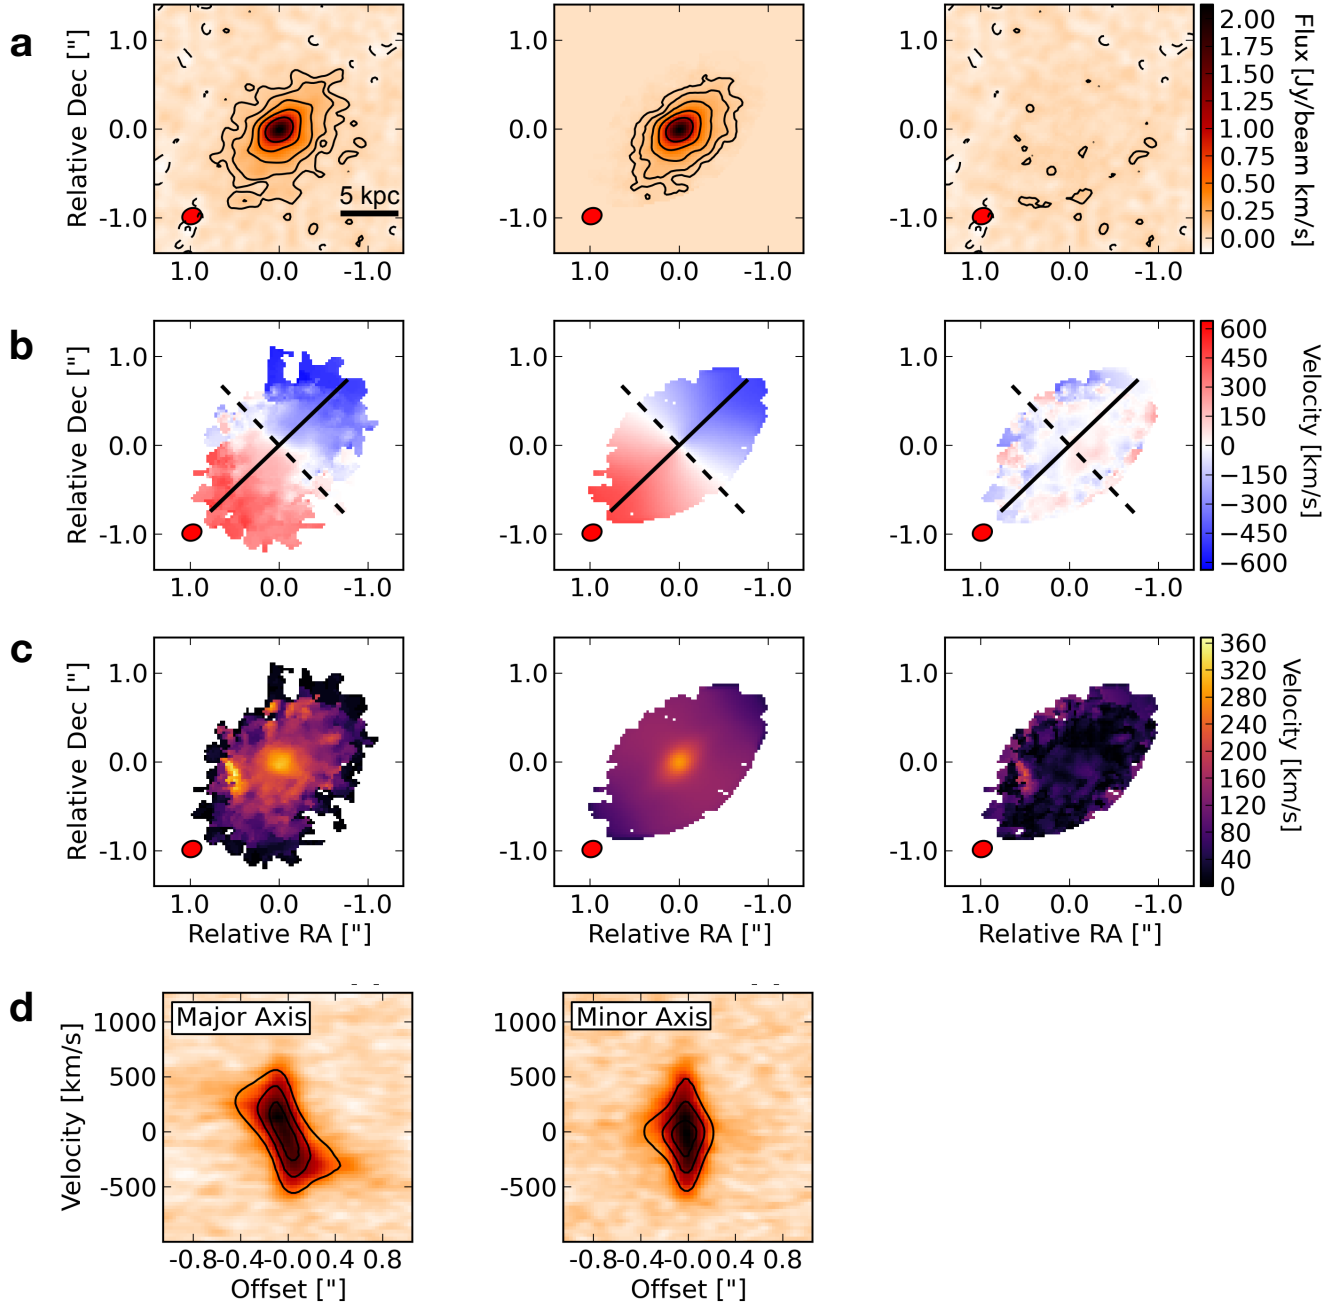 a
Relative Dec ["]
1.0
0.0
-1.0
5 kpc
1.0 0.0 -1.0
1.0
0.0
-1.0
1.0 0.0 -1.0
1.0
0.0
-1.0
1.0 0.0 -1.0
2.00
1.75
1.50
1.25
1.00
0.75
0.50
0.25
0.00
Flux [Jy/beam km/s]
b
Relative Dec ["]
1.0
0.0
-1.0
1.0 0.0 -1.0
1.0
0.0
-1.0
1.0 0.0 -1.0
1.0
0.0
-1.0
1.0 0.0 -1.0
600
450
300
150
0
−150
−300
−450
−600
Velocity [km/s]
c
Relative Dec ["]
1.0
0.0
-1.0
1.0 0.0 -1.0
Relative RA ["]
1.0
0.0
-1.0
1.0 0.0 -1.0
Relative RA ["]
1.0
0.0
-1.0
1.0 0.0 -1.0
Relative RA ["]
360
320
280
240
200
160
120
80
40
0
Velocity [km/s]
d
Velocity [km/s]
1000
500
0
-500
Major Axis
-0.8 -0.4 -0.0 0.4 0.8
Offset ["]
1000
500
0
-500
Minor Axis
-0.8 -0.4 -0.0 0.4 0.8
Offset ["]